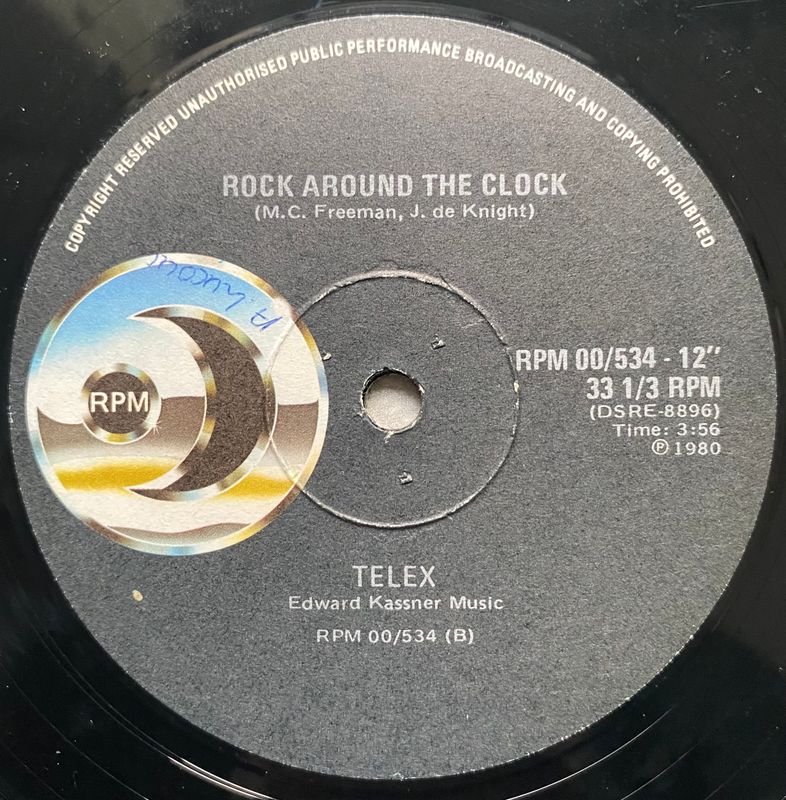 COPYRIGHT RESERVED UNAUTHORISED PUBLIC PERFORMANCE BROADCASTING AND COPYING PROHIBITED
ROCK AROUND THE CLOCK
(M.C. Freeman, J. de Knight)
RPM
RPM 00/534 - 12"
33 1/3 RPM
(DSRE-8896)
Time: 3:56
℗ 1980
TELEX
Edward Kassner Music
RPM 00/534 (B)